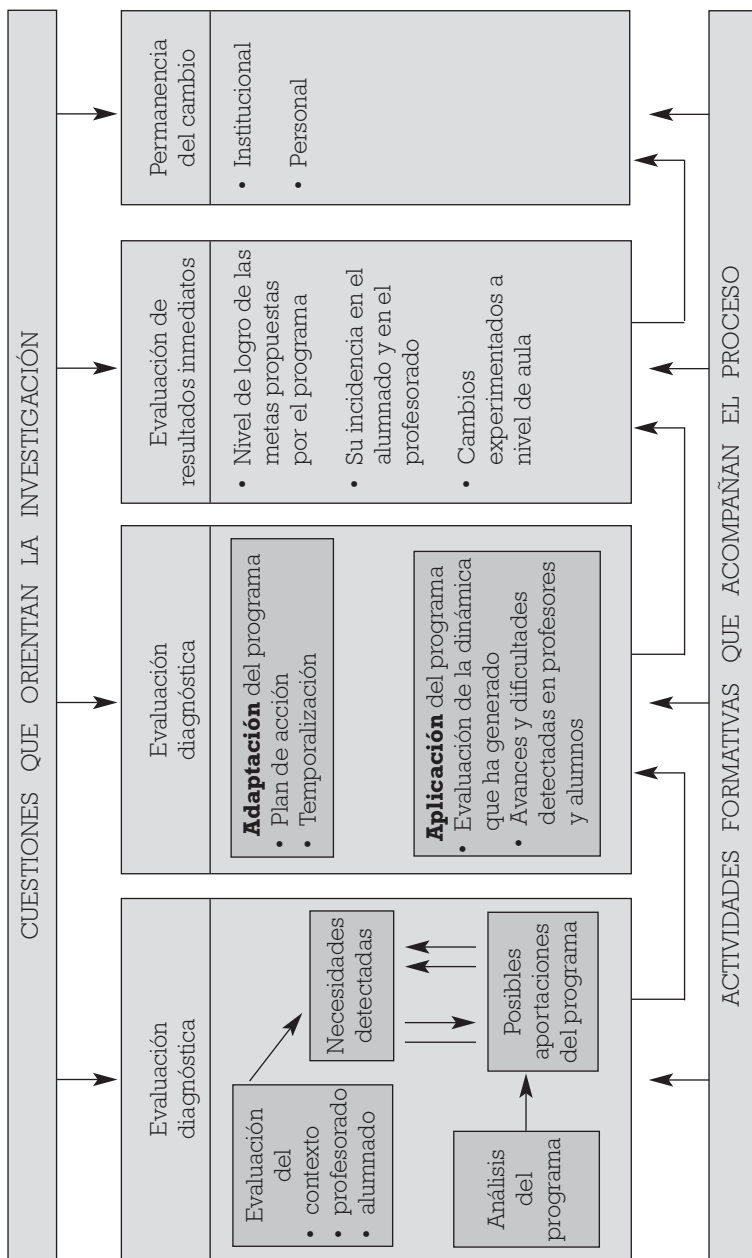 CUESTIONES QUE ORIENTAN LA INVESTIGACIÓN
Evaluación
diagnóstica
Evaluación
del
• contexto
• profesorado
• alumnado
Necesidades
detectadas
Análisis
del
programa
Posibles
aportaciones
del programa
Evaluación
diagnóstica
Adaptación del programa
• Plan de acción
• Temporalización
Aplicación del programa
• Evaluación de la dinámica
que ha generado
• Avances y dificultades
detectadas en profesores
y alumnos
Evaluación de
resultados inmediatos
• Nivel de logro de las
metas propuestas
por el programa
• Su incidencia en el
alumnado y en el
profesorado
• Cambios
experimentados a
nivel de aula
Permanencia
del cambio
• Institucional
• Personal
ACTIVIDADES FORMATIVAS QUE ACOMPAÑAN EL PROCESO